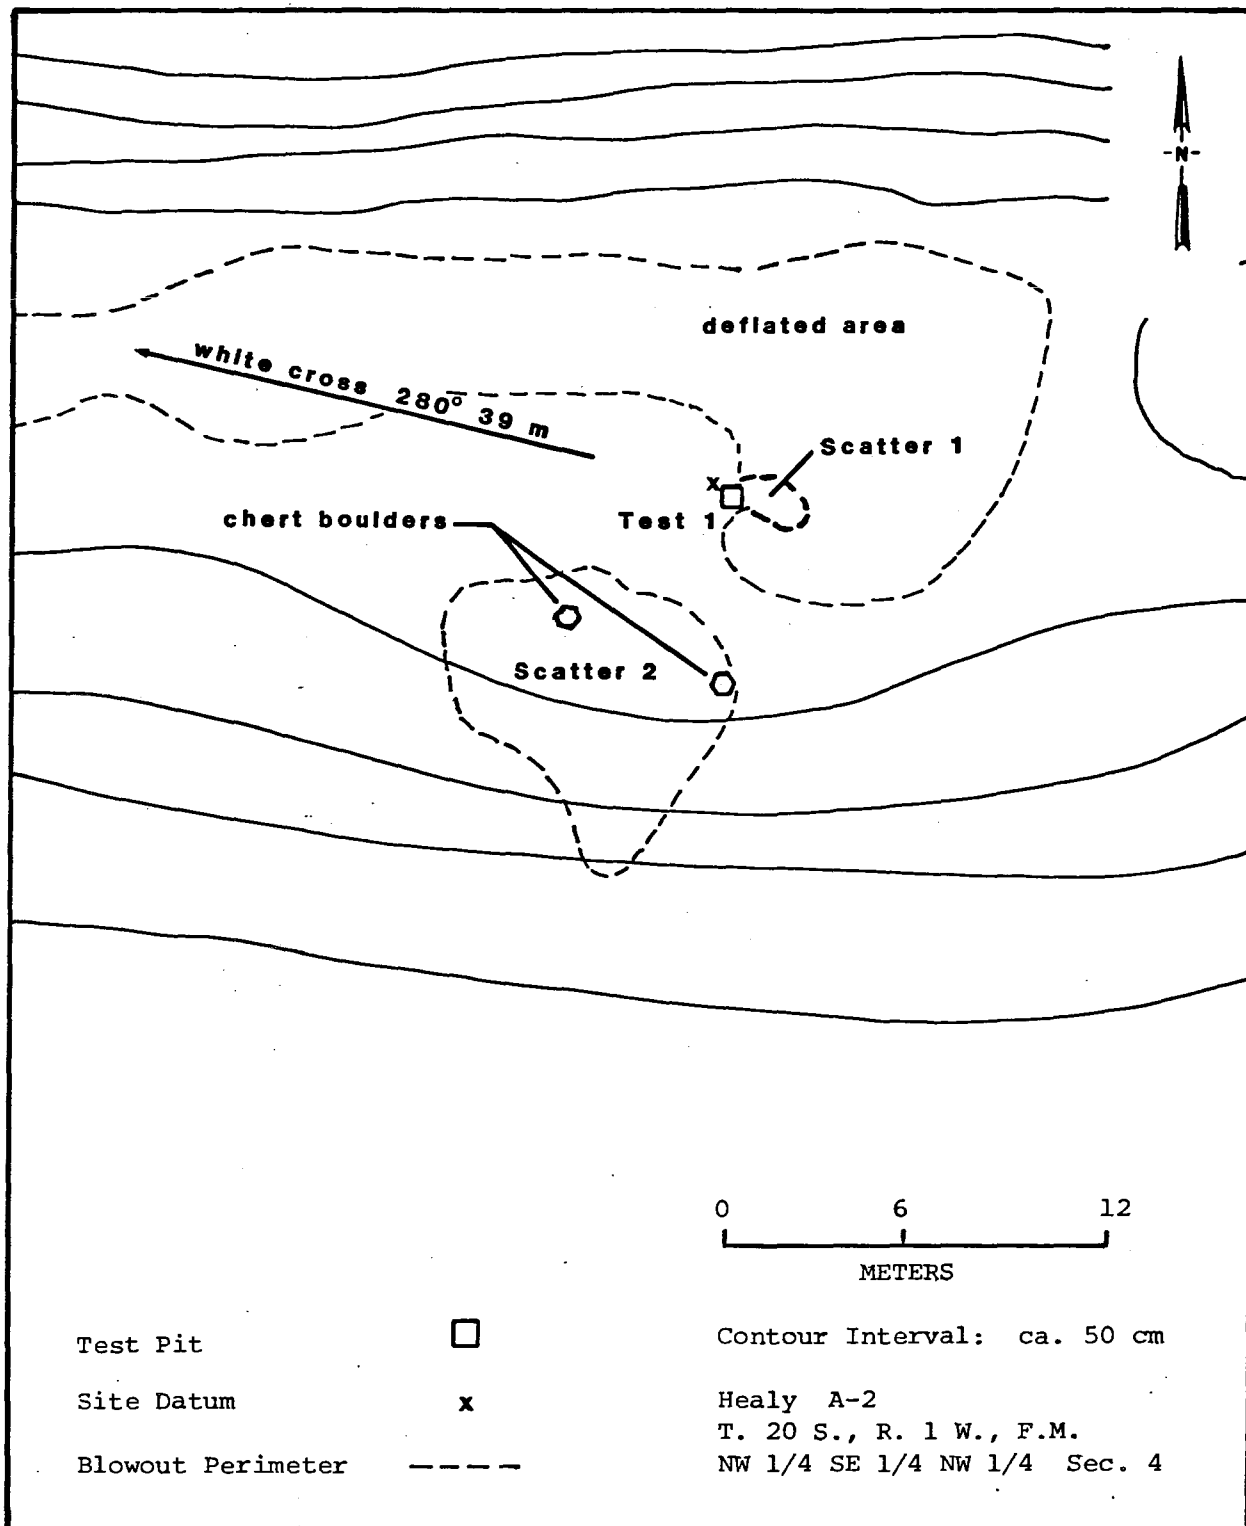 -N-
deflated area
white cross 280° 39 m
Scatter 1
x
Test 1
chert boulders
Scatter 2
0 6 12
METERS
Test Pit
Contour Interval: ca. 50 cm
Site Datum x
Healy A-2
T. 20 S., R. 1 W., F.M.
Blowout Perimeter
NW 1/4 SE 1/4 NW 1/4 Sec. 4